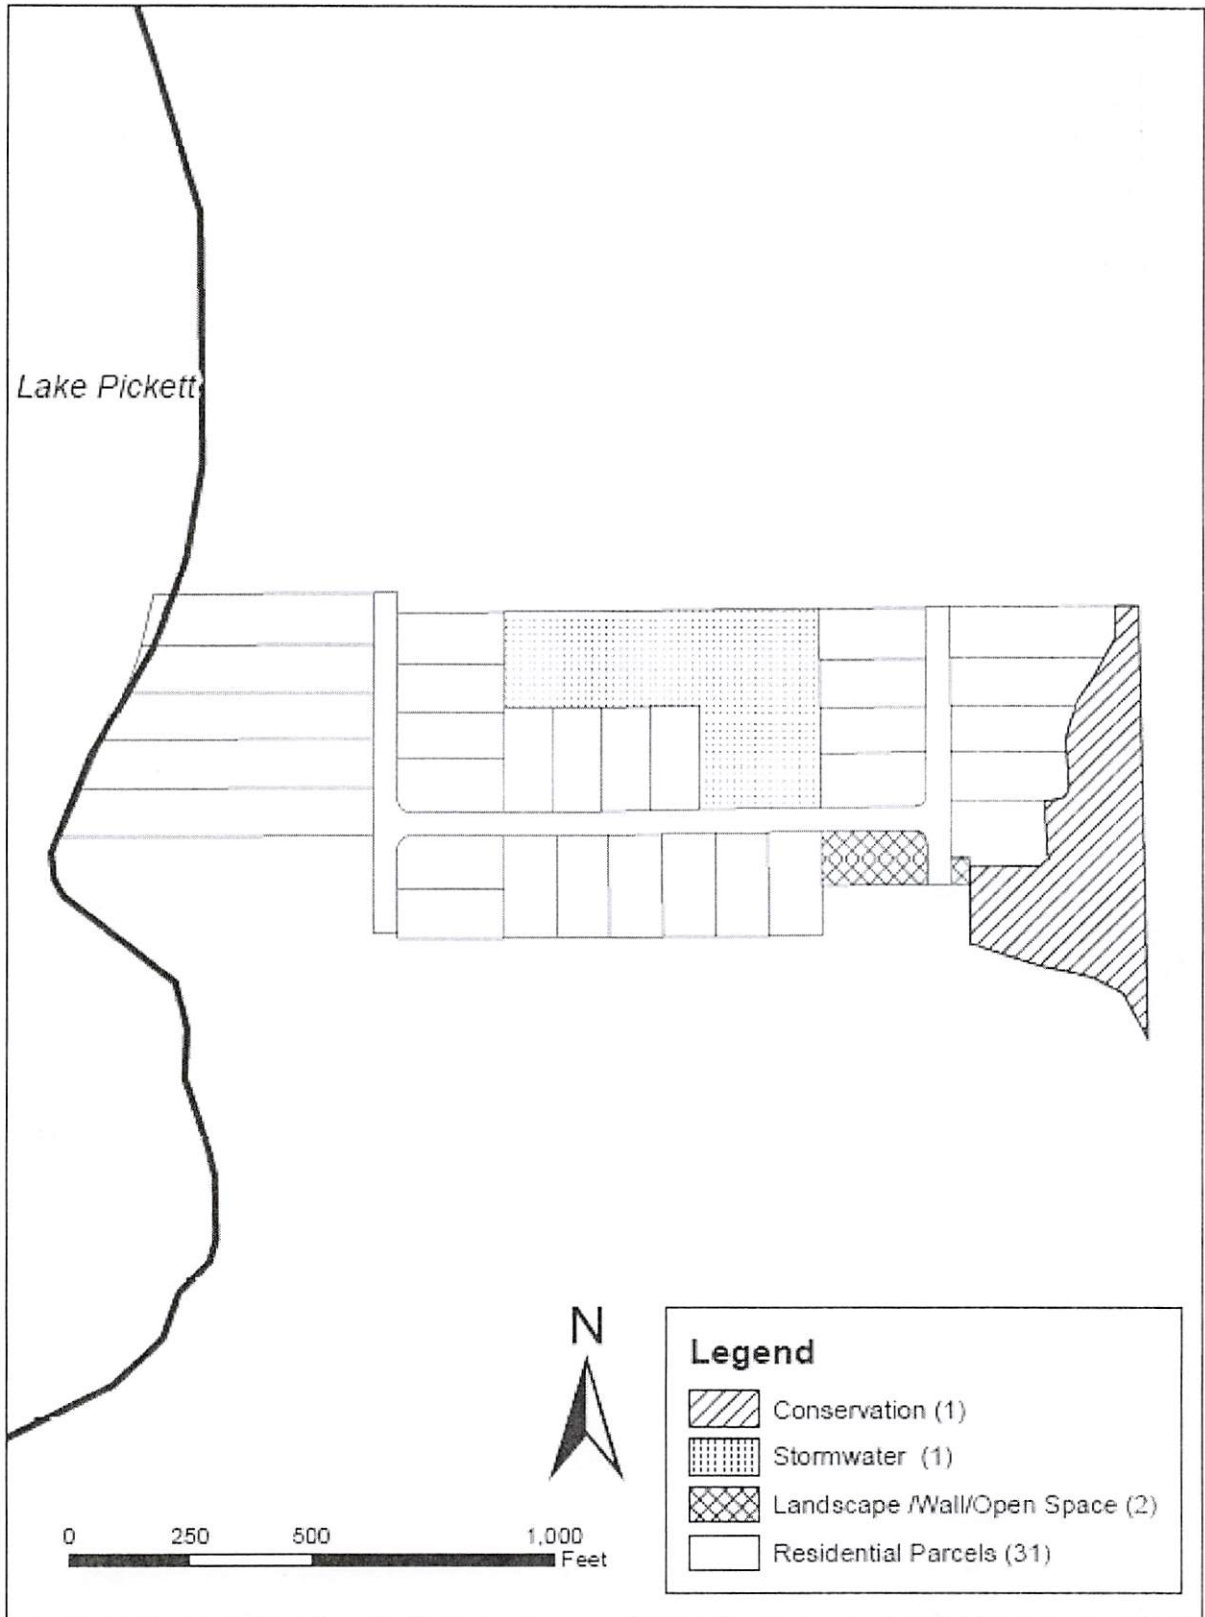 Lake Pickett
N
Legend
Conservation (1)
Stormwater (1)
Landscape /Wall/Open Space (2)
Residential Parcels (31)
0 250 500 1,000
Feet